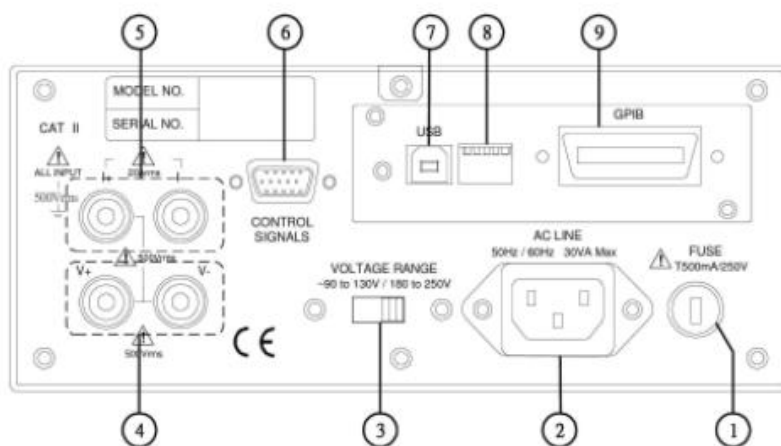 5
6
7
8
9
MODEL NO.
SERIAL NO.
CAT II
ALL INPUT
500Vrms
20Arms
USB
GPIB
CONTROL
SIGNALS
500Vrms
V+
V-
500Vrms
VOLTAGE RANGE
~90 to 130V / 180 to 250V
AC LINE
50Hz / 60Hz 30VA Max
FUSE
T500mA/250V
CE
4
3
2
1